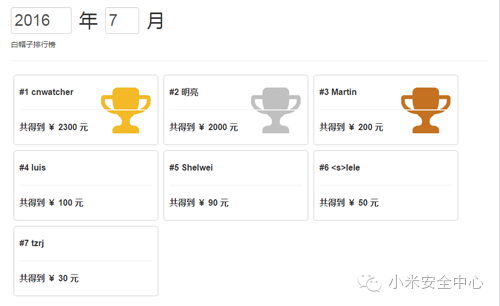 2016 年 7 月
白帽子排行榜
#1 cnwatcher
共得到 ￥ 2300 元
#2 明亮
共得到 ￥ 2000 元
#3 Martin
共得到 ￥ 200 元
#4 luis
共得到 ￥ 100 元
#5 Shelwei
共得到 ￥ 90 元
#6 <s>lele
共得到 ￥ 50 元
#7 tzrj
共得到 ￥ 30 元
小米安全中心